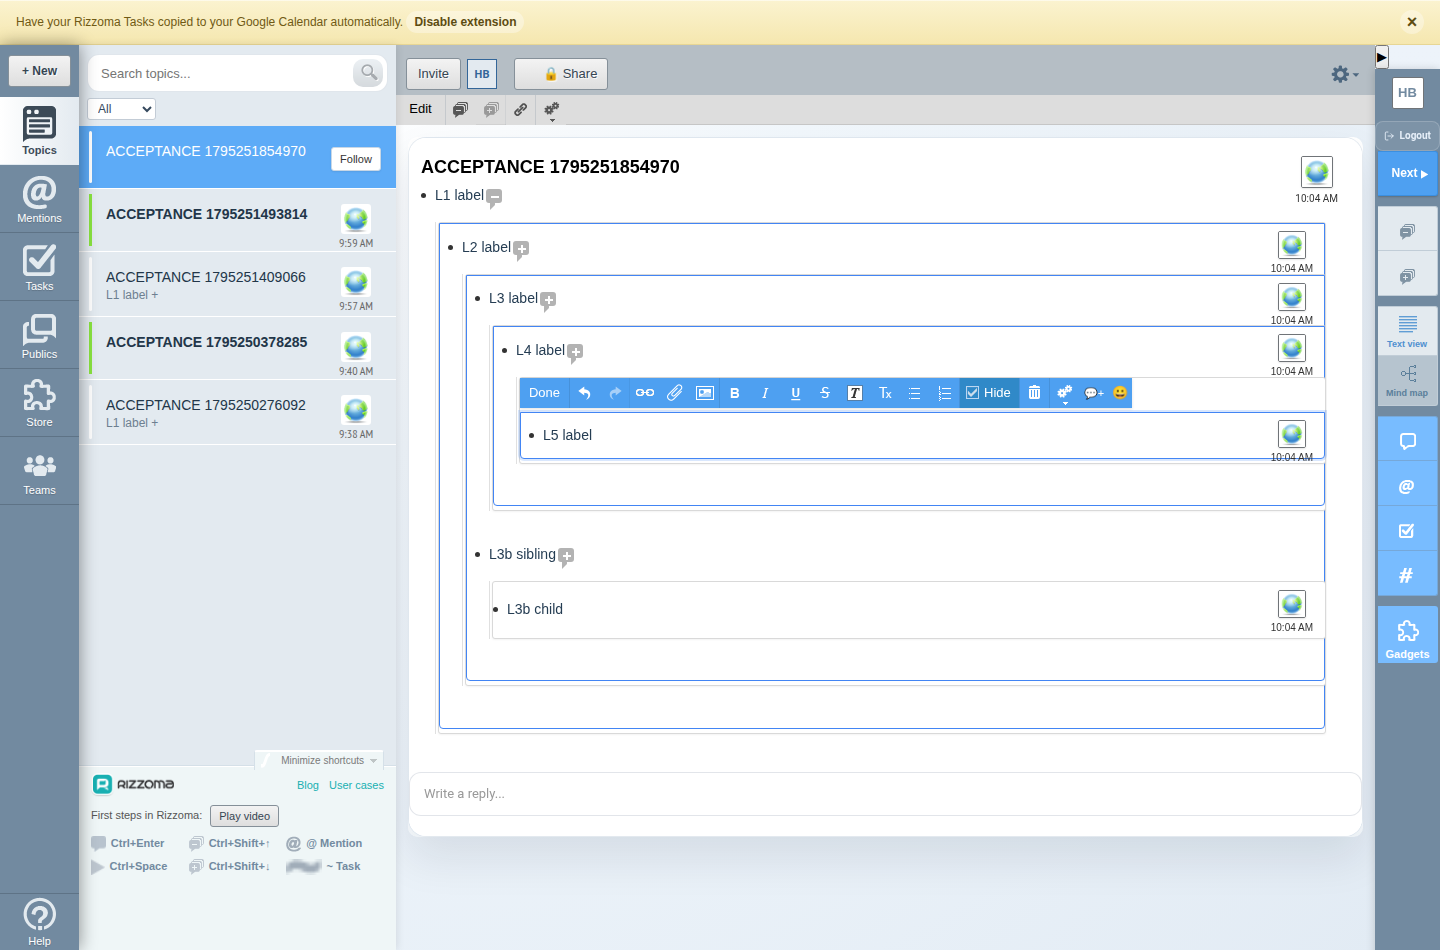 Have your Rizzoma Tasks copied to your Google Calendar automatically. Disable extension ×
+ New
Topics
Mentions
Tasks
Publics
Store
Teams
Help
Search topics...
All
ACCEPTANCE 1795251854970 Follow
ACCEPTANCE 1795251493814
9:59 AM
ACCEPTANCE 1795251409066
L1 label +
9:57 AM
ACCEPTANCE 1795250378285
9:40 AM
ACCEPTANCE 1795250276092
L1 label +
9:38 AM
Minimize shortcuts
RIZZOMA Blog User cases
First steps in Rizzoma: Play video
Ctrl+Enter Ctrl+Shift+↑ @ Mention
Ctrl+Space Ctrl+Shift+↓ ~ Task
Invite HB Share
Edit
ACCEPTANCE 1795251854970
10:04 AM
• L1 label
• L2 label
10:04 AM
• L3 label
10:04 AM
• L4 label
10:04 AM
Done B I U S T Tx Hide
• L5 label
10:04 AM
• L3b sibling
• L3b child
10:04 AM
Write a reply...
HB
Logout
Next
Text view
Mind map
@
#
Gadgets